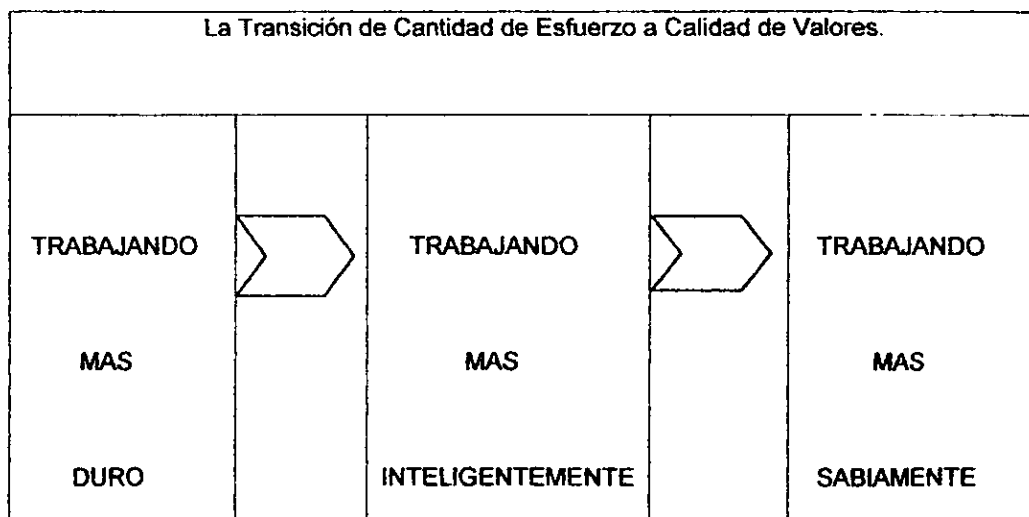 La Transición de Cantidad de Esfuerzo a Calidad de Valores.
TRABAJANDO
MAS
DURO
TRABAJANDO
MAS
INTELIGENTEMENTE
TRABAJANDO
MAS
SABIAMENTE